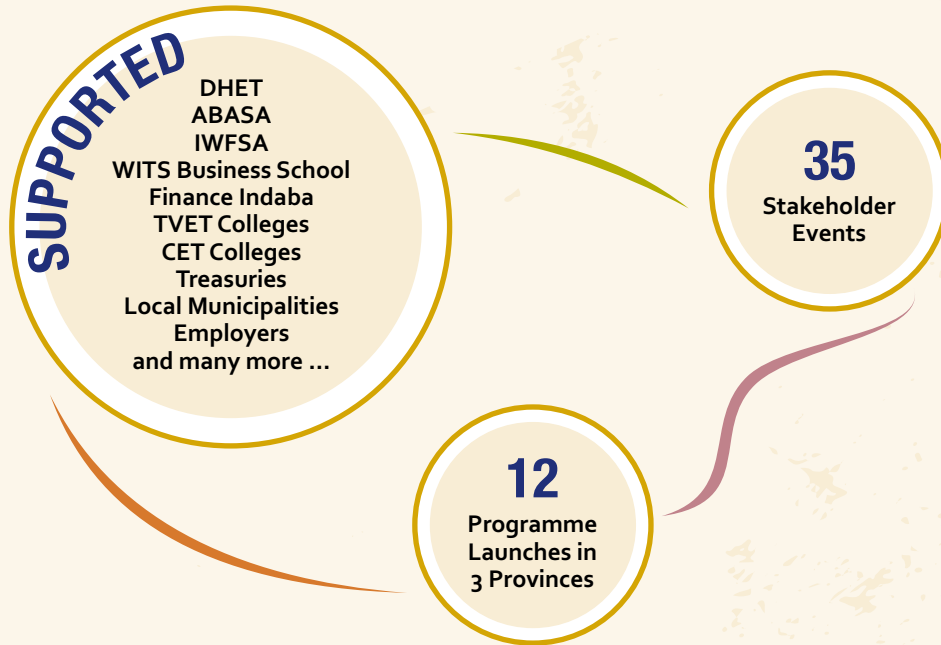 SUPPORTED
DHET
ABASA
IWFSA
WITS Business School
Finance Indaba
TVET Colleges
CET Colleges
Treasuries
Local Municipalities
Employers
and many more ...
35
Stakeholder
Events
12
Programme
Launches in
3 Provinces